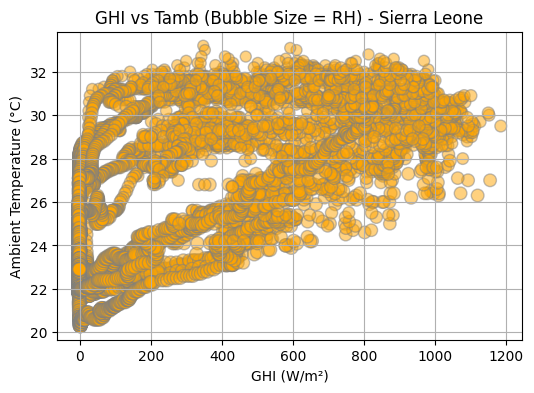 GHI vs Tamb (Bubble Size = RH) - Sierra Leone
Ambient Temperature (°C)
32
30
28
26
24
22
20
0 200 400 600 800 1000 1200
GHI (W/m²)